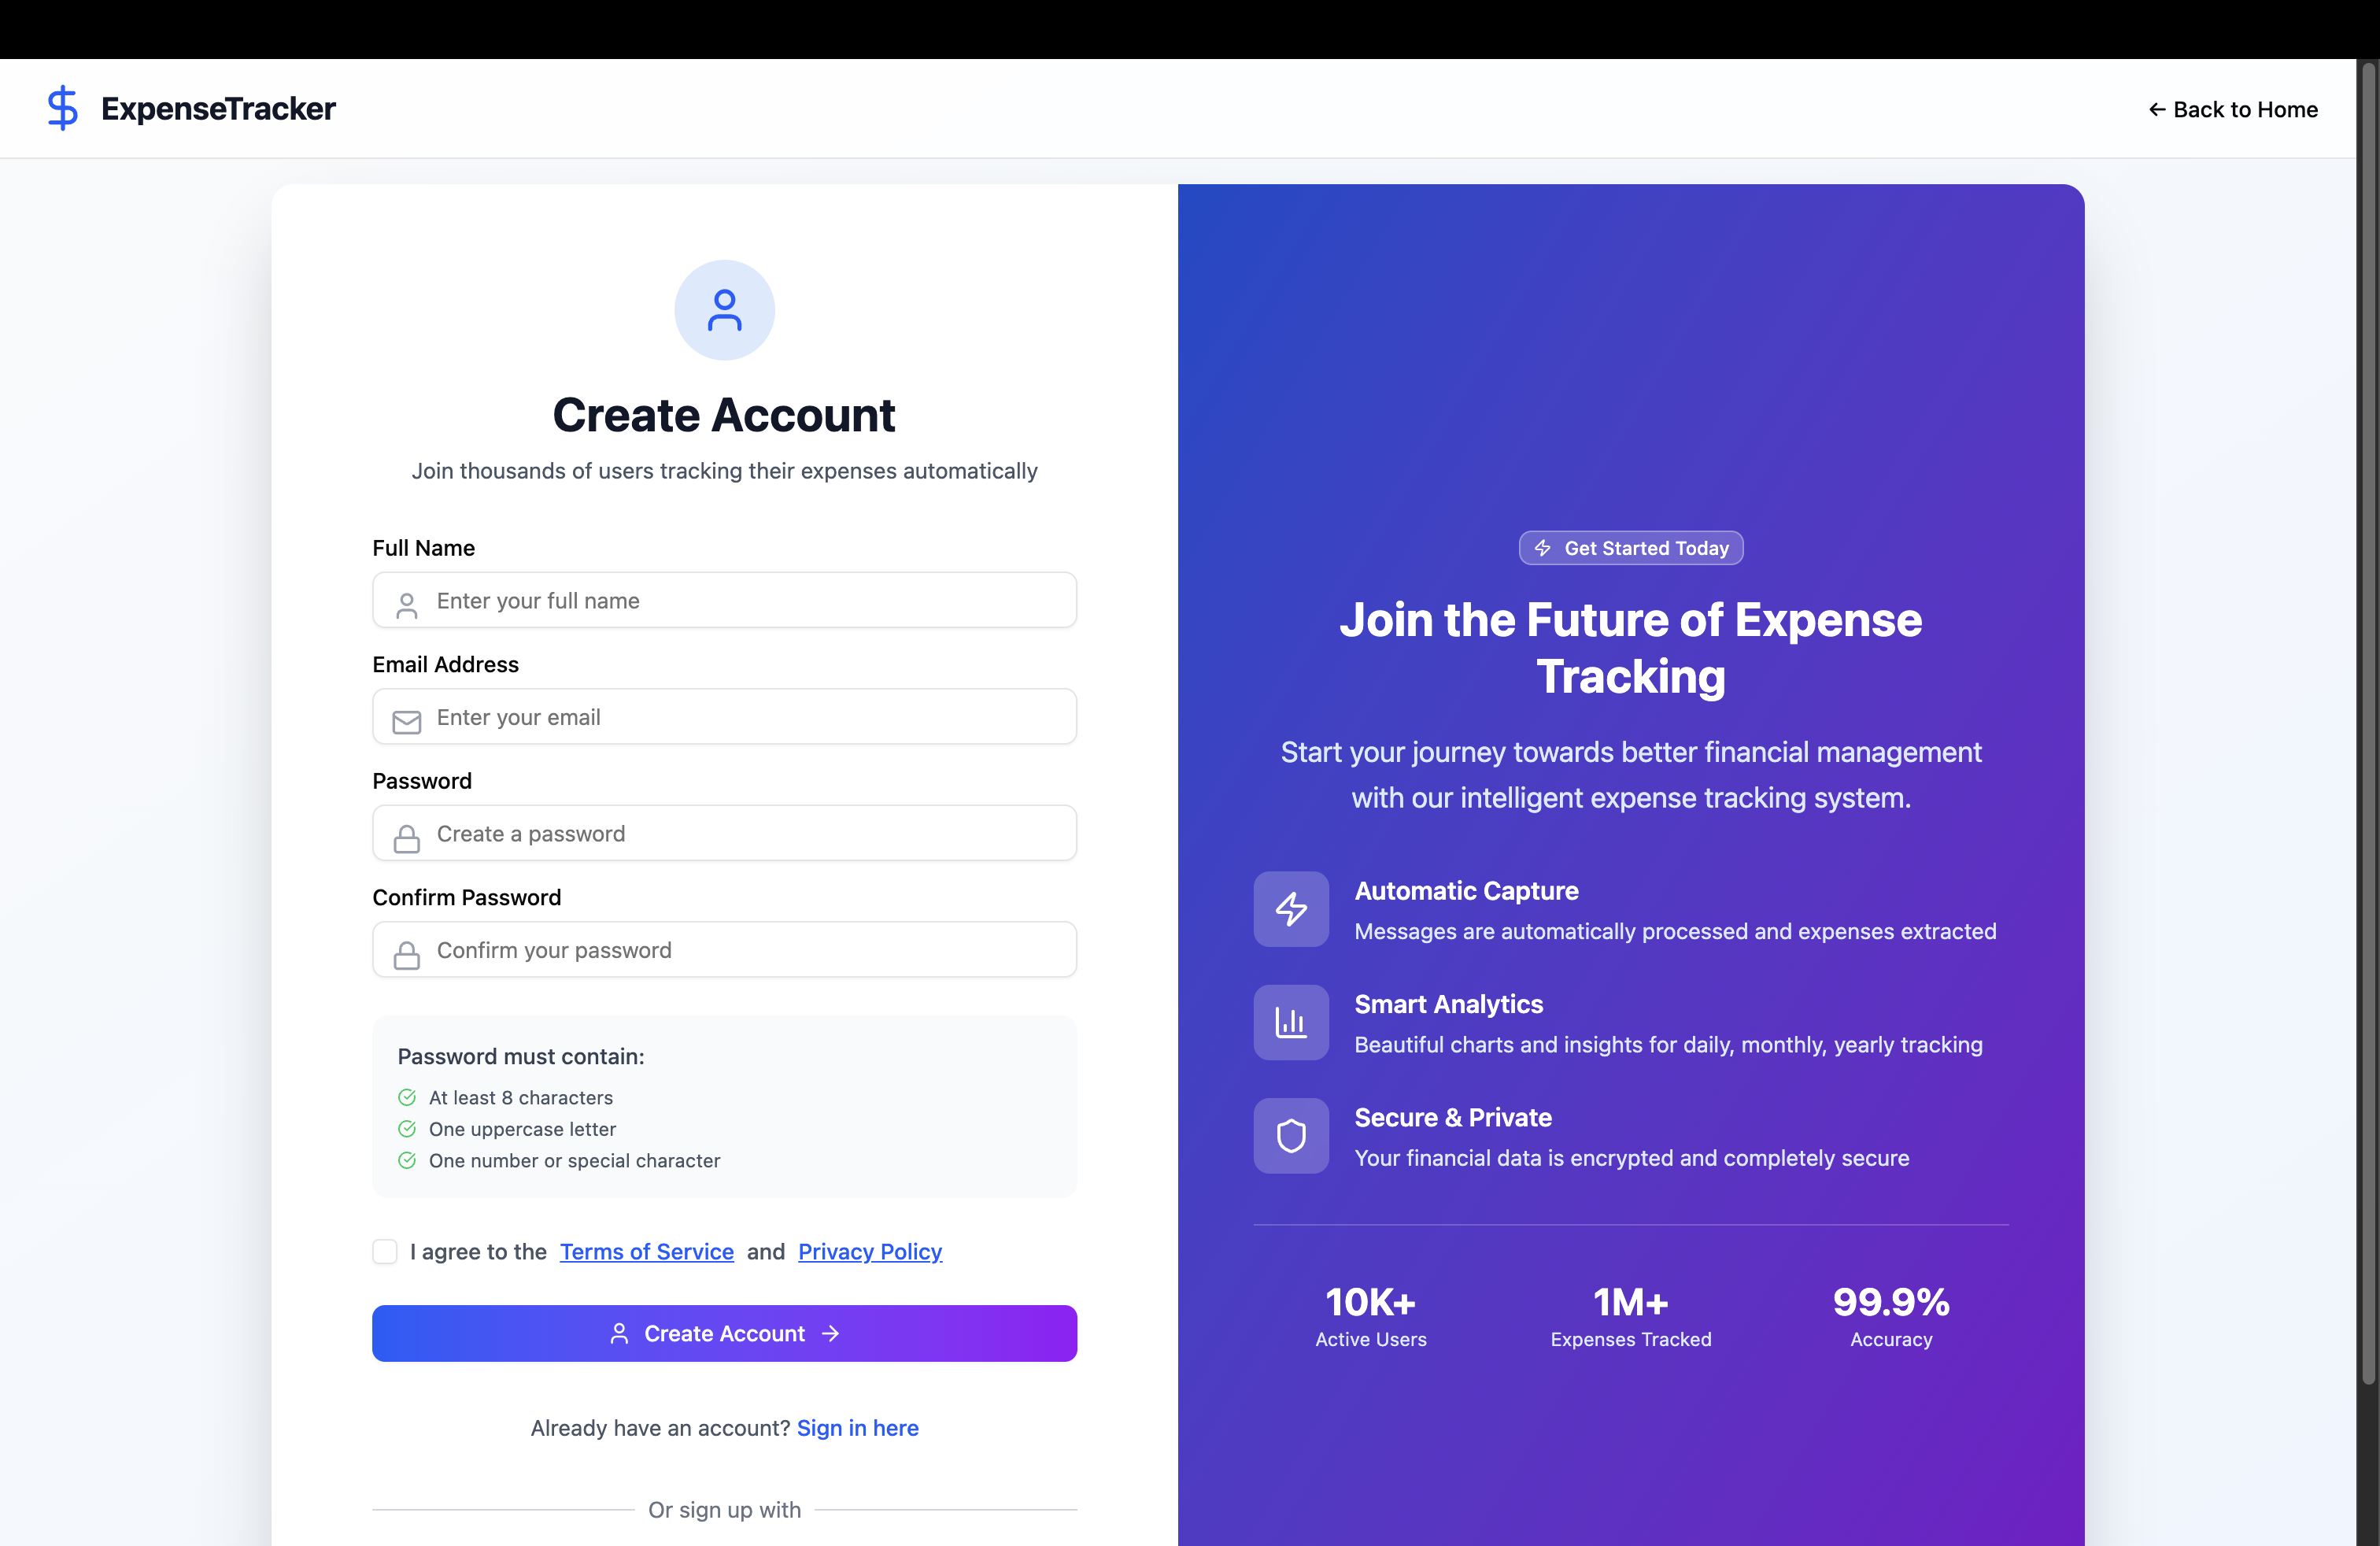 ExpenseTracker
← Back to Home
Create Account
Join thousands of users tracking their expenses automatically
Full Name
Enter your full name
Email Address
Enter your email
Password
Create a password
Confirm Password
Confirm your password
Password must contain:
At least 8 characters
One uppercase letter
One number or special character
I agree to the Terms of Service and Privacy Policy
Create Account →
Already have an account? Sign in here
Or sign up with
Get Started Today
Join the Future of Expense
Tracking
Start your journey towards better financial management
with our intelligent expense tracking system.
Automatic Capture
Messages are automatically processed and expenses extracted
Smart Analytics
Beautiful charts and insights for daily, monthly, yearly tracking
Secure & Private
Your financial data is encrypted and completely secure
10K+
Active Users
1M+
Expenses Tracked
99.9%
Accuracy